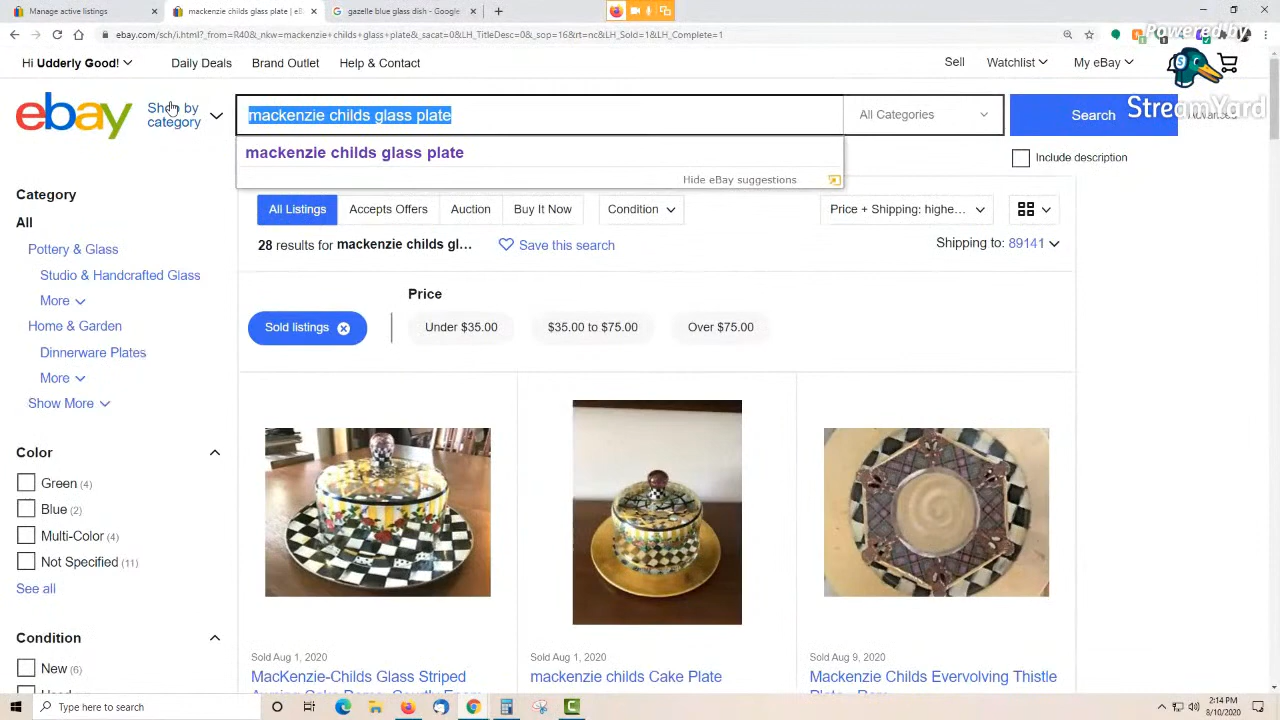 Manage active listings
mackenzie childs glass plate | eB
gazelle blue glass dish - Google
ebay.com/sch/i.html?_from=R40&_nkw=mackenzie+childs+glass+plate&_sacat=0&LH_TitleDesc=0&_sop=16&rt=nc&LH_Sold=1&LH_Complete=1
Powered by
Hi Udderly Good!
Daily Deals
Brand Outlet
Help & Contact
Sell
Watchlist
My eBay
ebay
Shop by
category
mackenzie childs glass plate
All Categories
Search
Advanced
StreamYard
mackenzie childs glass plate
Hide eBay suggestions
Include description
Category
All
Pottery & Glass
Studio & Handcrafted Glass
More
Home & Garden
Dinnerware Plates
More
Show More
All Listings
Accepts Offers
Auction
Buy It Now
Condition
Price + Shipping: highe...
28 results for mackenzie childs gl...
Save this search
Shipping to: 89141
Price
Sold listings
Under $35.00
$35.00 to $75.00
Over $75.00
Color
Green (4)
Blue (2)
Multi-Color (4)
Not Specified (11)
See all
Condition
New (6)
Sold Aug 1, 2020
MacKenzie-Childs Glass Striped
Sold Aug 1, 2020
mackenzie childs Cake Plate
Sold Aug 9, 2020
Mackenzie Childs Evervolving Thistle
Type here to search
2:14 PM
8/10/2020